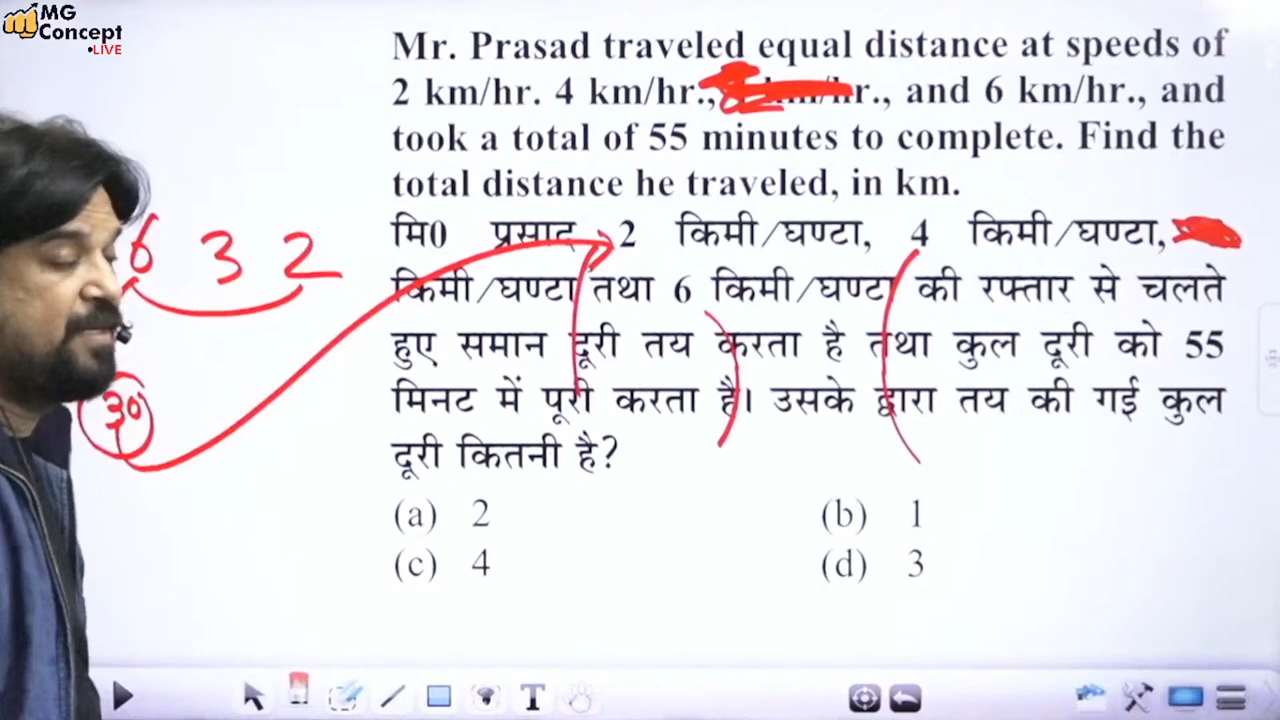 MG
Concept
•LIVE
Mr. Prasad traveled equal distance at speeds of
2 km/hr. 4 km/hr., km/hr., and 6 km/hr., and
took a total of 55 minutes to complete. Find the
total distance he traveled, in km.
मि0 प्रसाद 2 किमी/घण्टा, 4 किमी/घण्टा,
किमी/घण्टा तथा 6 किमी/घण्टा की रफ्तार से चलते
हुए समान दूरी तय करता है तथा कुल दूरी को 55
मिनट में पूरी करता है। उसके द्वारा तय की गई कुल
दूरी कितनी है?
(a) 2 (b) 1
(c) 4 (d) 3
6 3 2
30
T